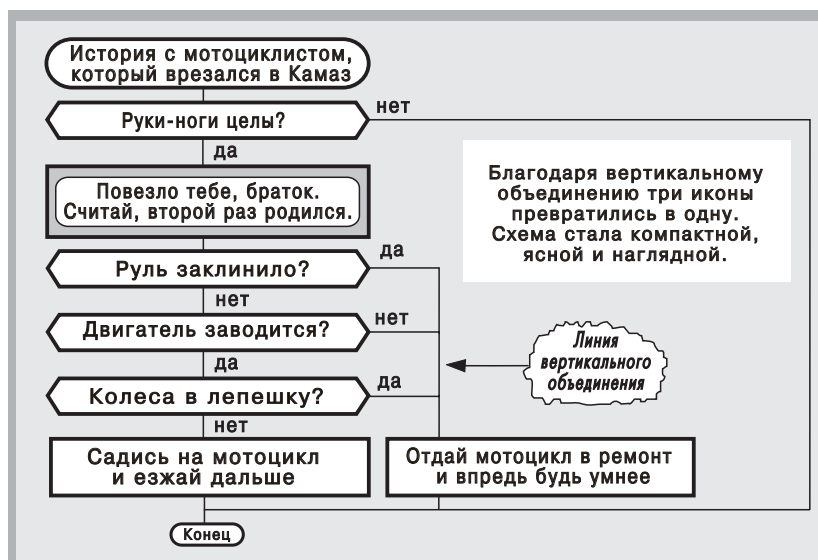 История с мотоциклистом,
который врезался в Камаз
нет
Руки-ноги целы?
да
Повезло тебе, браток.
Считай, второй раз родился.
Благодаря вертикальному
объединению три иконы
превратились в одну.
Схема стала компактной,
ясной и наглядной.
да
Руль заклинило?
нет
нет
Двигатель заводится?
да
Линия
вертикального
объединения
да
Колеса в лепешку?
нет
Садись на мотоцикл
и езжай дальше
Отдай мотоцикл в ремонт
и впредь будь умнее
Конец